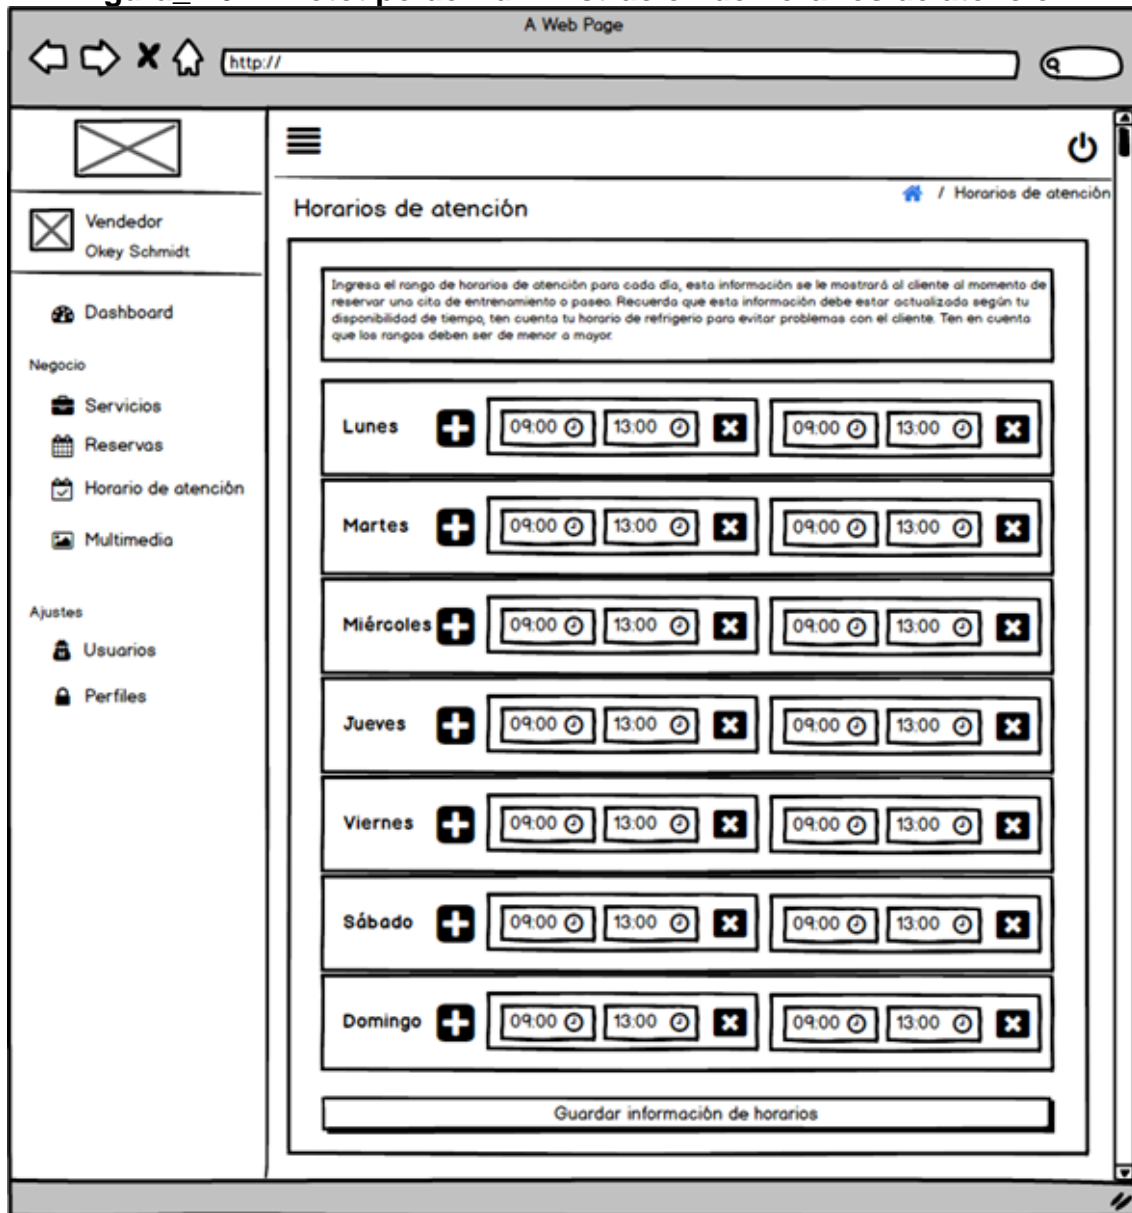 A Web Page
http://
Vendedor
Okey Schmidt
Dashboard
Negocio
Servicios
Reservas
Horario de atención
Multimedia
Ajustes
Usuarios
Perfiles
/ Horarios de atención
Horarios de atención
Ingresa el rango de horarios de atención para cada día, esta información se le mostrará al cliente al momento de
reservar una cita de entrenamiento o paseo. Recuerda que esta información debe estar actualizada según tu
disponibilidad de tiempo, ten cuenta tu horario de refrigerio para evitar problemas con el cliente. Ten en cuenta
que los rangos deben ser de menor a mayor.
Lunes 09:00 13:00 09:00 13:00
Martes 09:00 13:00 09:00 13:00
Miércoles 09:00 13:00 09:00 13:00
Jueves 09:00 13:00 09:00 13:00
Viernes 09:00 13:00 09:00 13:00
Sábado 09:00 13:00 09:00 13:00
Domingo 09:00 13:00 09:00 13:00
Guardar información de horarios